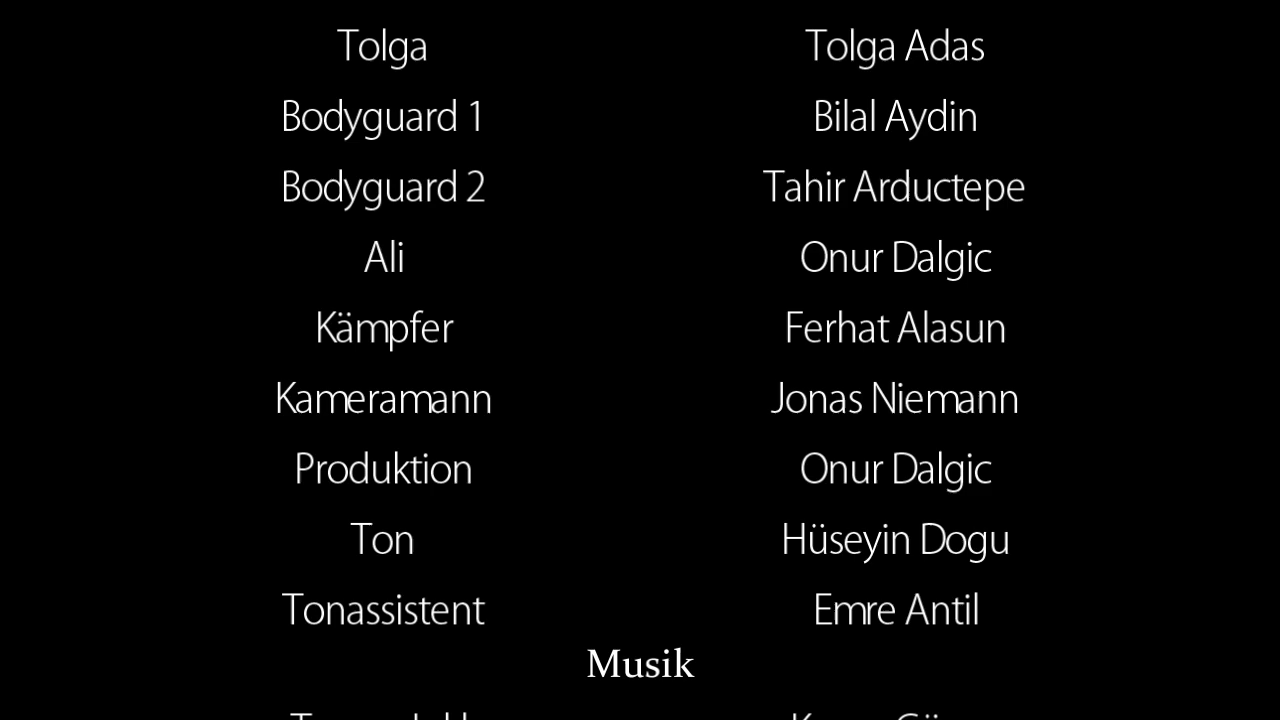 Tolga Tolga Adas
Bodyguard 1 Bilal Aydin
Bodyguard 2 Tahir Arductepe
Ali Onur Dalgic
Kämpfer Ferhat Alasun
Kameramann Jonas Niemann
Produktion Onur Dalgic
Ton Hüseyin Dogu
Tonassistent Emre Antil
Musik